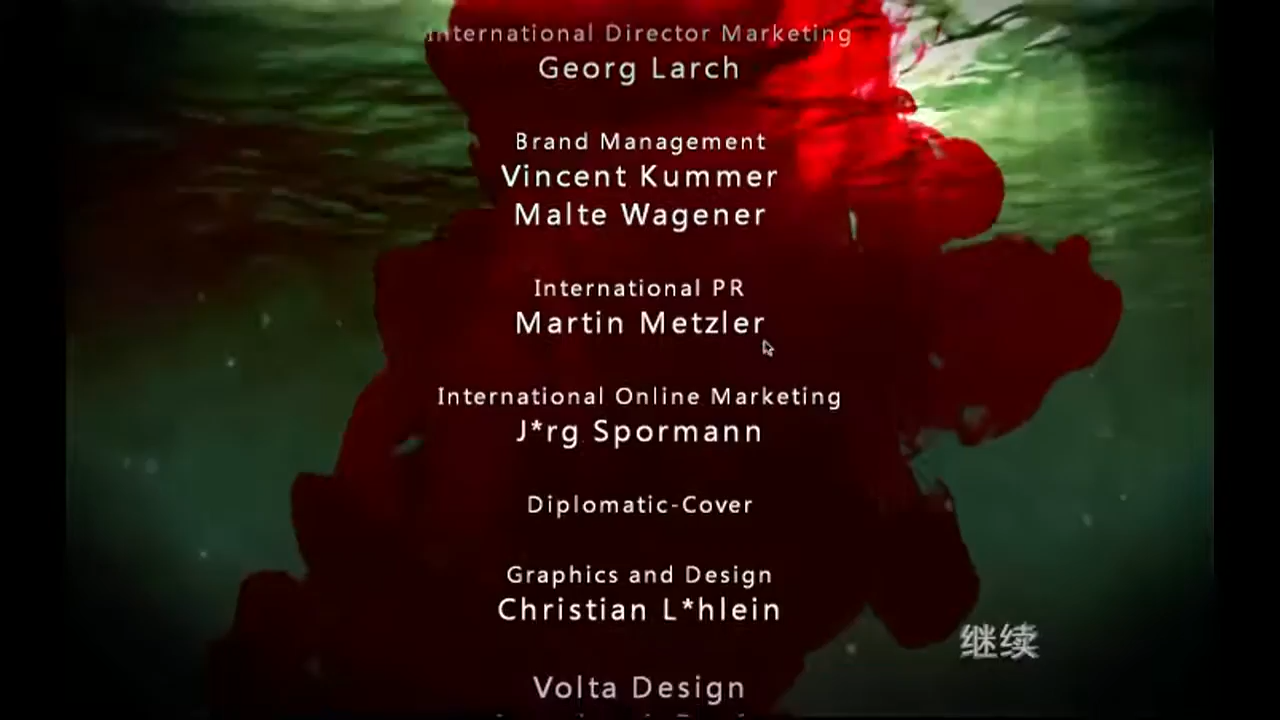 International Director Marketing
Georg Larch
Brand Management
Vincent Kummer
Malte Wagener
International PR
Martin Metzler
International Online Marketing
J*rg Spormann
Diplomatic-Cover
Graphics and Design
Christian L*hlein
继续
Volta Design